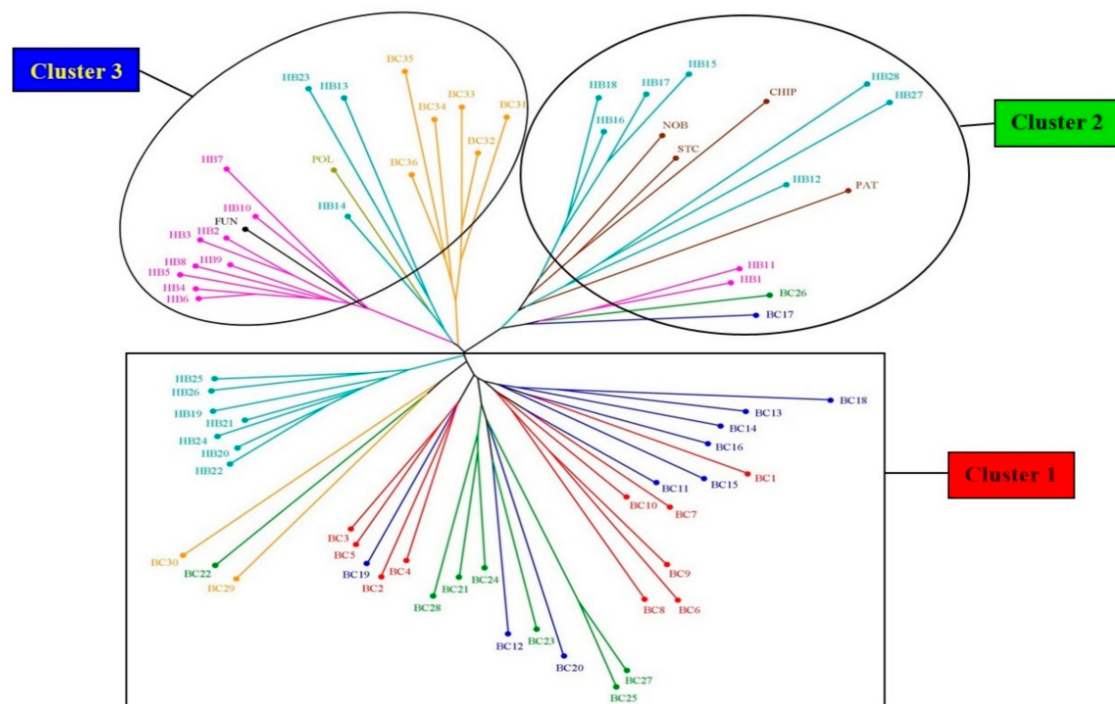 BC35
HB23
HB13
HB15
Cluster 3
HB18
HB17
HB28
BC34
BC33
BC31
CHIP
HB27
HB16
NOB
Cluster 2
BC32
STC
HB7
POL
BC36
HB12
PAT
HB10
FUN
HB14
HB3
HB2
HB8
HB9
HB11
HB5
HB1
HB4
BC26
HB6
BC17
HB25
HB26
BC18
HB19
BC13
HB21
BC14
HB24
BC16
HB20
HB22
BC11
BC15
BC1
Cluster 1
BC10
BC7
BC3
BC5
BC30
BC22
BC19
BC4
BC24
BC9
BC29
BC2
BC21
BC28
BC8
BC6
BC12
BC23
BC20
BC27
BC25